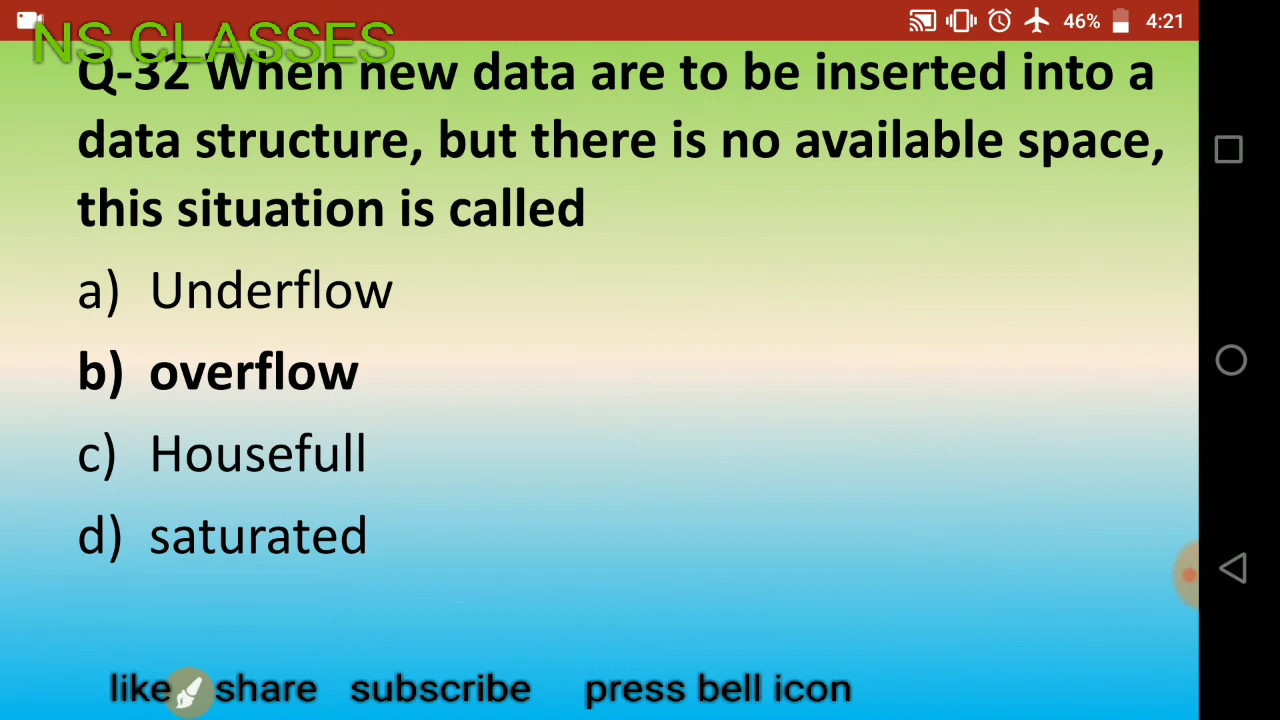 46% 4:21
NS CLASSES
Q-32 When new data are to be inserted into a
data structure, but there is no available space,
this situation is called
a) Underflow
b) overflow
c) Housefull
d) saturated
like share subscribe press bell icon